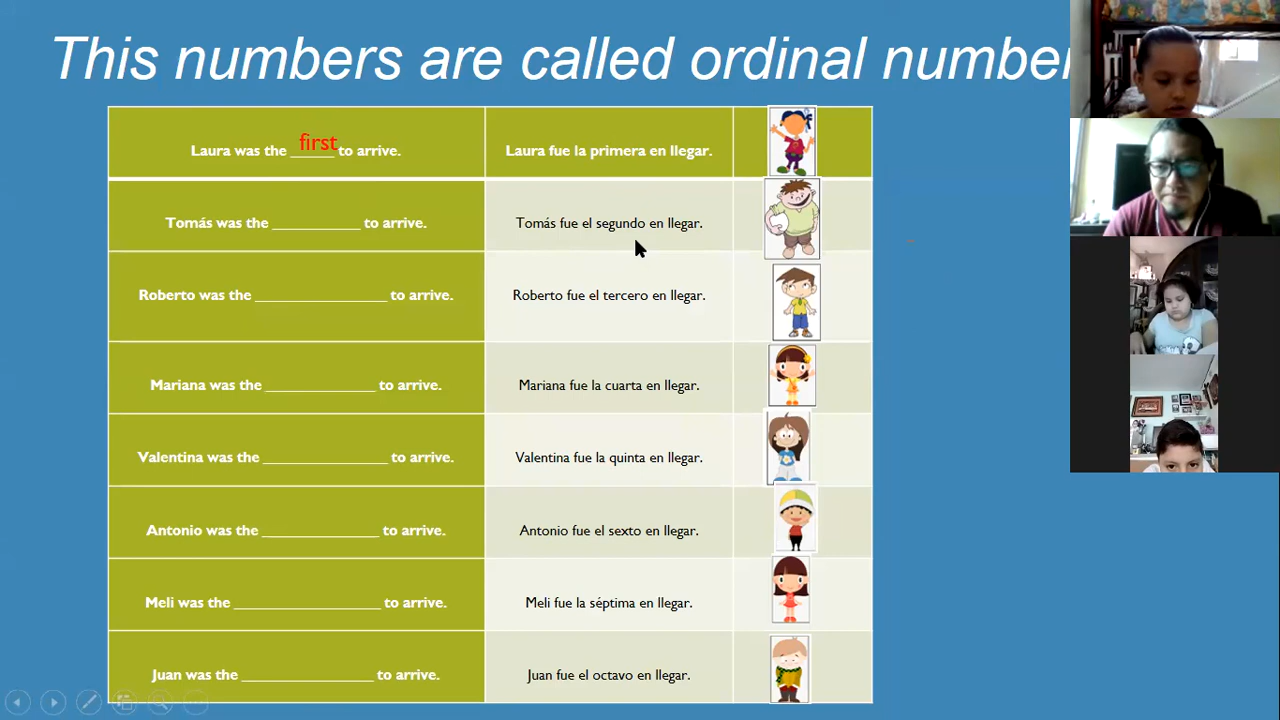 This numbers are called ordinal number
Laura was the first to arrive. Laura fue la primera en llegar.
Tomás was the __________ to arrive. Tomás fue el segundo en llegar.
Roberto was the _______________ to arrive. Roberto fue el tercero en llegar.
Mariana was the ____________ to arrive. Mariana fue la cuarta en llegar.
Valentina was the ______________ to arrive. Valentina fue la quinta en llegar.
Antonio was the _____________ to arrive. Antonio fue el sexto en llegar.
Meli was the _________________ to arrive. Meli fue la séptima en llegar.
Juan was the _______________ to arrive. Juan fue el octavo en llegar.